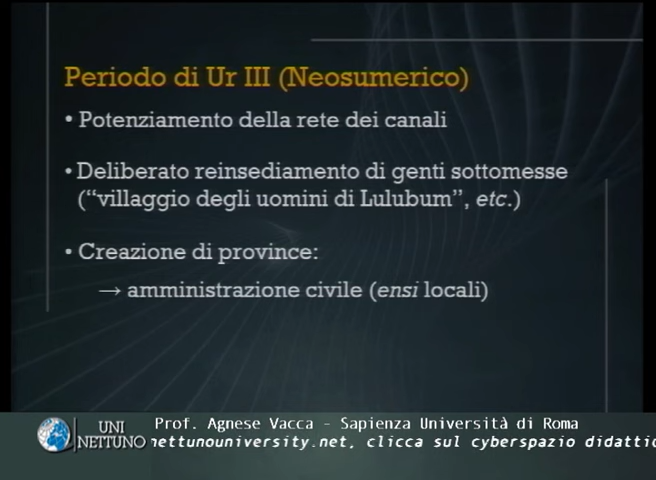 Periodo di Ur III (Neosumerico)
• Potenziamento della rete dei canali
• Deliberato reinsediamento di genti sottomesse
(“villaggio degli uomini di Lulubum”, etc.)
• Creazione di province:
→ amministrazione civile (ensi locali)
UNI
NETTUNO
Prof. Agnese Vacca - Sapienza Università di Roma
nettunouniversity.net, clicca sul cyberspazio